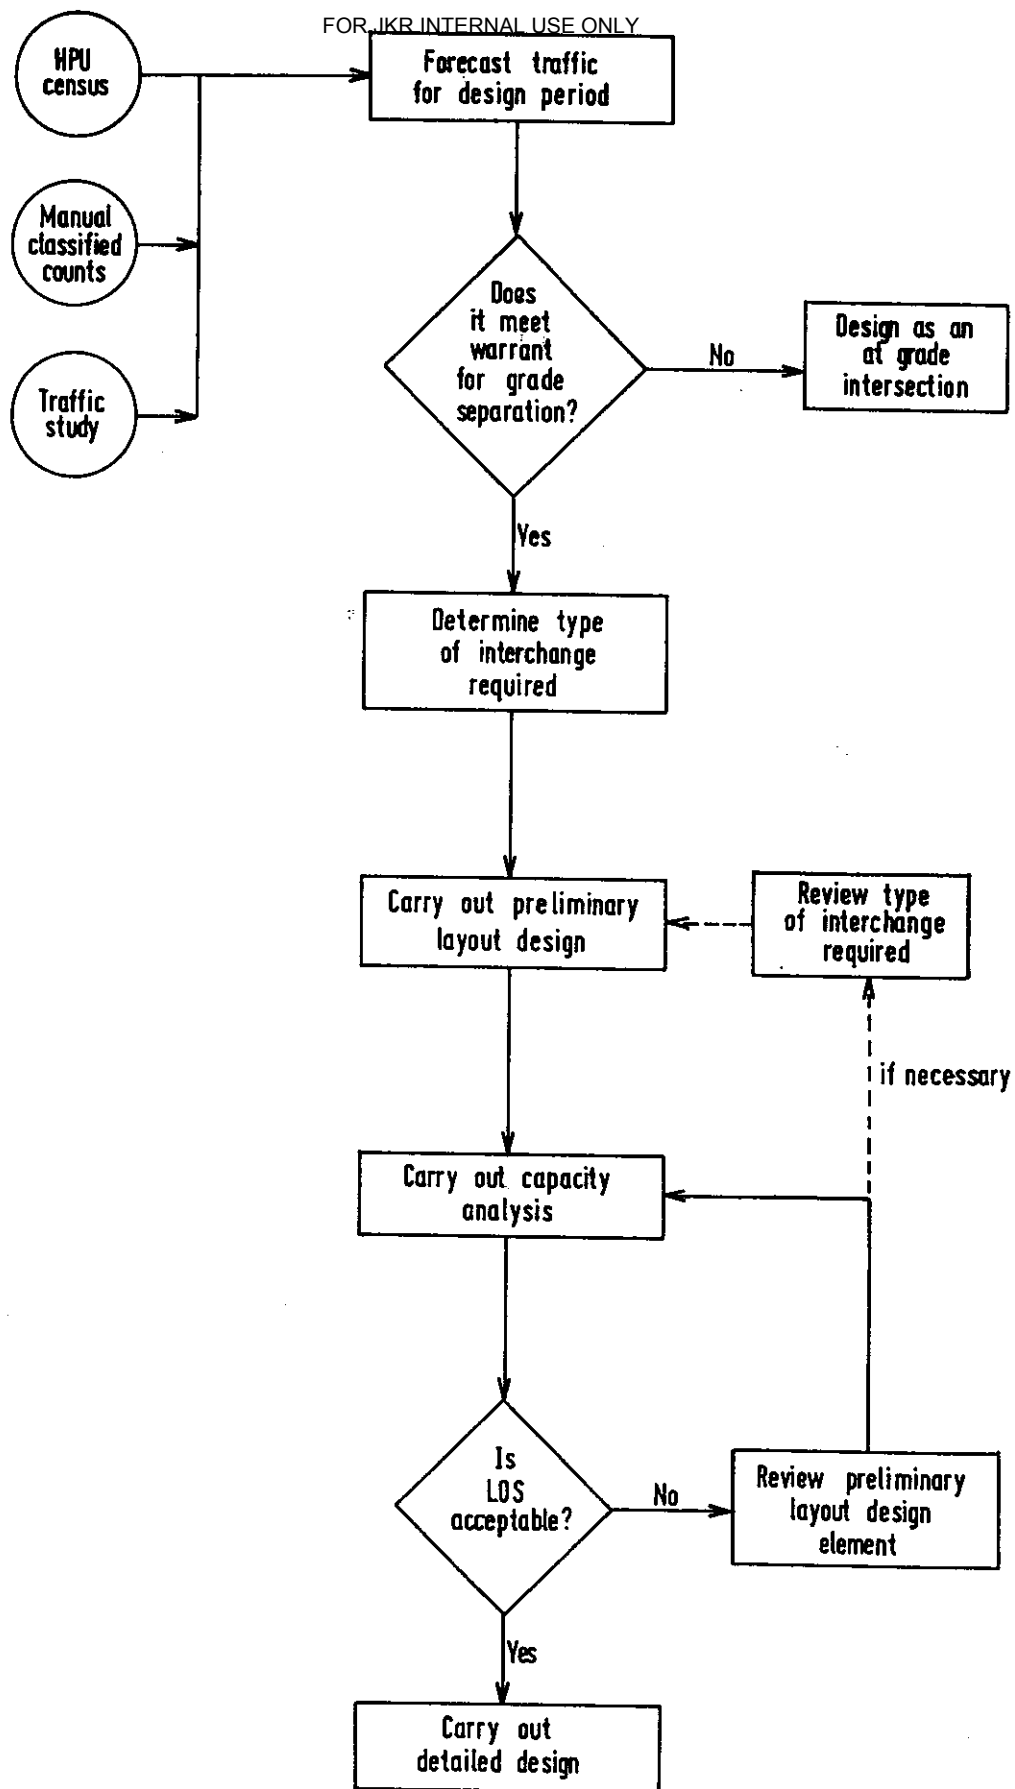 FOR JKR INTERNAL USE ONLY
HPU
census
Forecast traffic
for design period
Manual
classified
counts
Traffic
study
Does
it meet
warrant
for grade
separation?
No
Design as an
at grade
intersection
Yes
Determine type
of interchange
required
Carry out preliminary
layout design
Review type
of interchange
required
if necessary
Carry out capacity
analysis
Is
LOS
acceptable?
No
Review preliminary
layout design
element
Yes
Carry out
detailed design